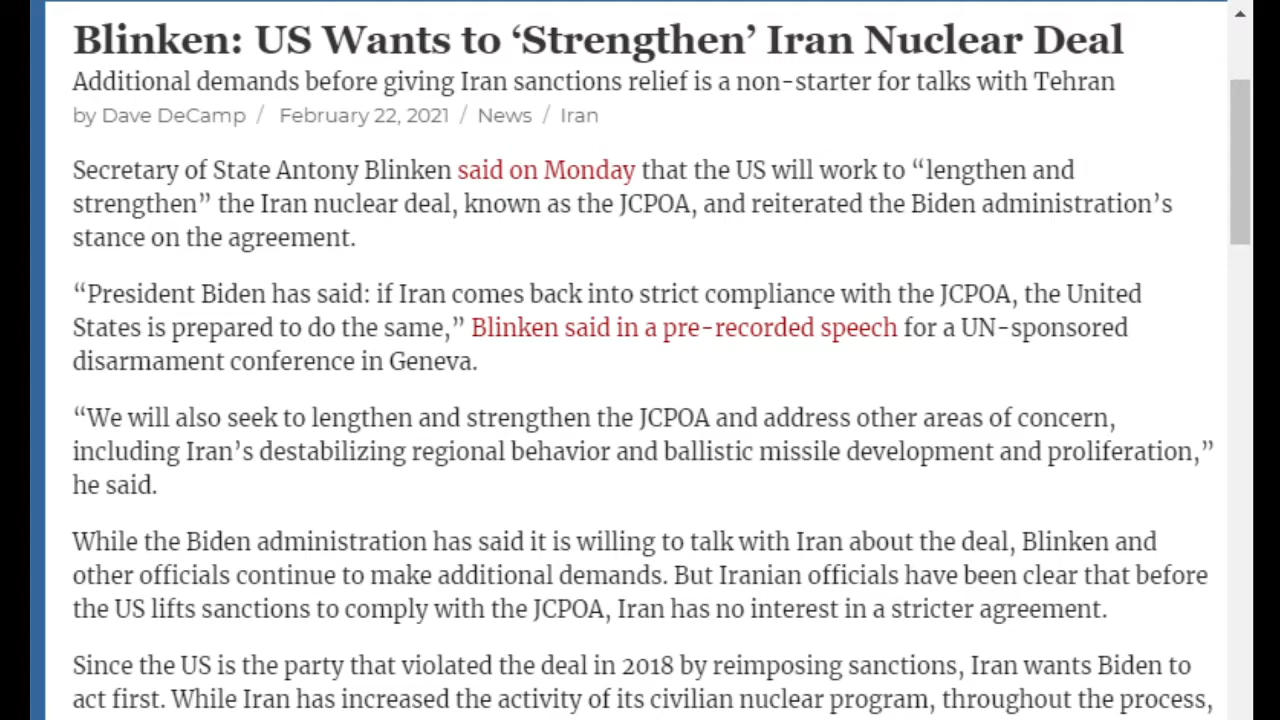 Blinken: US Wants to ‘Strengthen’ Iran Nuclear Deal
Additional demands before giving Iran sanctions relief is a non-starter for talks with Tehran
by Dave DeCamp / February 22, 2021 / News / Iran
Secretary of State Antony Blinken said on Monday that the US will work to “lengthen and
strengthen” the Iran nuclear deal, known as the JCPOA, and reiterated the Biden administration’s
stance on the agreement.
“President Biden has said: if Iran comes back into strict compliance with the JCPOA, the United
States is prepared to do the same,” Blinken said in a pre-recorded speech for a UN-sponsored
disarmament conference in Geneva.
“We will also seek to lengthen and strengthen the JCPOA and address other areas of concern,
including Iran’s destabilizing regional behavior and ballistic missile development and proliferation,”
he said.
While the Biden administration has said it is willing to talk with Iran about the deal, Blinken and
other officials continue to make additional demands. But Iranian officials have been clear that before
the US lifts sanctions to comply with the JCPOA, Iran has no interest in a stricter agreement.
Since the US is the party that violated the deal in 2018 by reimposing sanctions, Iran wants Biden to
act first. While Iran has increased the activity of its civilian nuclear program, throughout the process,